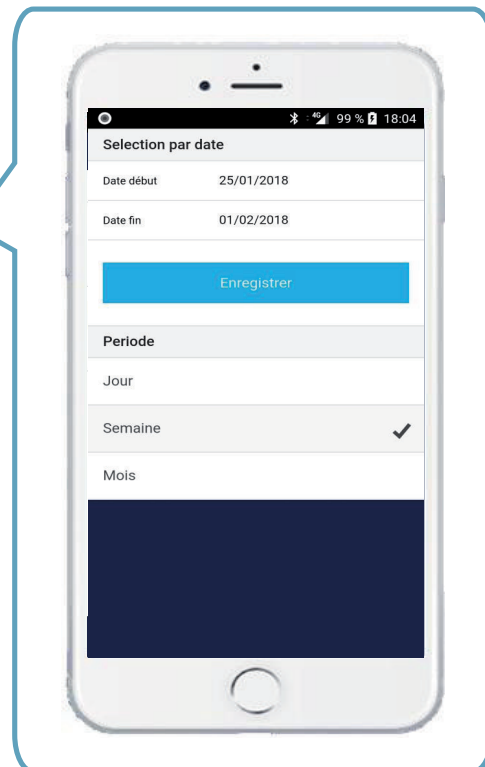 4G 99 % 18:04
Selection par date
Date début 25/01/2018
Date fin 01/02/2018
Enregistrer
Periode
Jour
Semaine
Mois